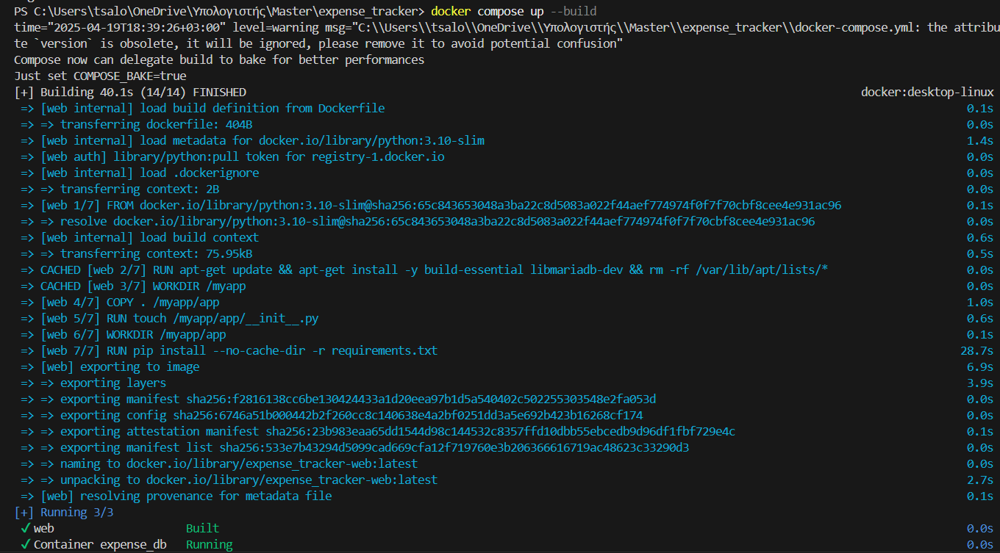 PS C:\Users\tsalo\OneDrive\Υπολογιστής\Master\expense_tracker> docker compose up --build
time="2025-04-19T18:39:26+03:00" level=warning msg="C:\\Users\\tsalo\\OneDrive\\Υπολογιστής\\Master\\expense_tracker\\docker-compose.yml: the attribu
te `version` is obsolete, it will be ignored, please remove it to avoid potential confusion"
Compose now can delegate build to bake for better performances
Just set COMPOSE_BAKE=true
[+] Building 40.1s (14/14) FINISHED docker:desktop-linux
=> [web internal] load build definition from Dockerfile 0.1s
=> => transferring dockerfile: 404B 0.0s
=> [web internal] load metadata for docker.io/library/python:3.10-slim 1.4s
=> [web auth] library/python:pull token for registry-1.docker.io 0.0s
=> [web internal] load .dockerignore 0.0s
=> => transferring context: 2B 0.0s
=> [web 1/7] FROM docker.io/library/python:3.10-slim@sha256:65c843653048a3ba22c8d5083a022f44aef774974f0f7f70cbf8cee4e931ac96 0.1s
=> => resolve docker.io/library/python:3.10-slim@sha256:65c843653048a3ba22c8d5083a022f44aef774974f0f7f70cbf8cee4e931ac96 0.0s
=> [web internal] load build context 0.6s
=> => transferring context: 75.95kB 0.5s
=> CACHED [web 2/7] RUN apt-get update && apt-get install -y build-essential libmariadb-dev && rm -rf /var/lib/apt/lists/* 0.0s
=> CACHED [web 3/7] WORKDIR /myapp 0.0s
=> [web 4/7] COPY . /myapp/app 1.0s
=> [web 5/7] RUN touch /myapp/app/__init__.py 0.6s
=> [web 6/7] WORKDIR /myapp/app 0.1s
=> [web 7/7] RUN pip install --no-cache-dir -r requirements.txt 28.7s
=> [web] exporting to image 6.9s
=> => exporting layers 3.9s
=> => exporting manifest sha256:f2816138cc6be130424433a1d20eea97b1d5a540402c502255303548e2fa053d 0.0s
=> => exporting config sha256:6746a51b000442b2f260cc8c140638e4a2bf0251dd3a5e692b423b16268cf174 0.0s
=> => exporting attestation manifest sha256:23b983eaa65dd1544d98c144532c8357ffd10dbb55ebcedb9d96df1fbf729e4c 0.1s
=> => exporting manifest list sha256:533e7b43294d5099cad669cfa12f719760e3b206366616719ac48623c33290d3 0.0s
=> => naming to docker.io/library/expense_tracker-web:latest 0.0s
=> => unpacking to docker.io/library/expense_tracker-web:latest 2.7s
=> [web] resolving provenance for metadata file 0.1s
[+] Running 3/3
✔ web Built 0.0s
✔ Container expense_db Running 0.0s